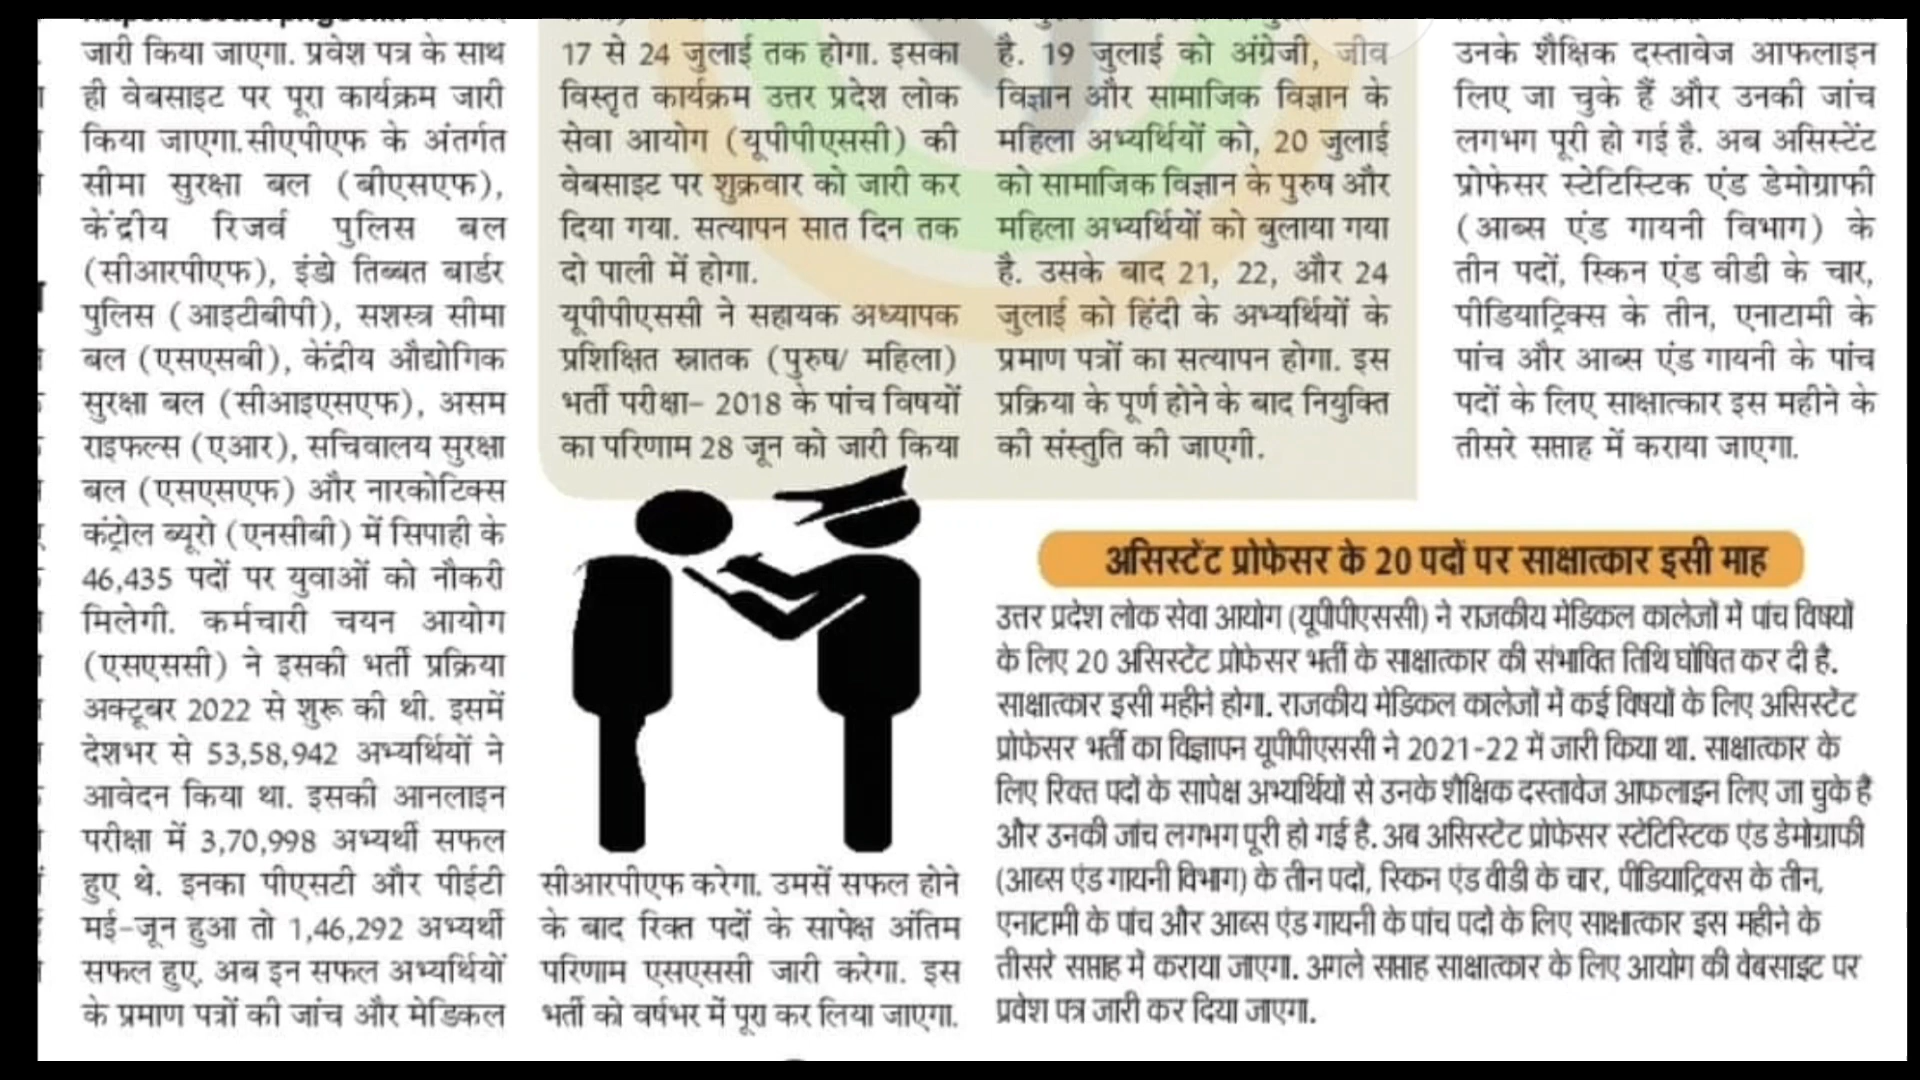 जारी किया जाएगा. प्रवेश पत्र के साथ
ही वेबसाइट पर पूरा कार्यक्रम जारी
किया जाएगा.सीएपीएफ के अंतर्गत
सीमा सुरक्षा बल (बीएसएफ),
केंद्रीय रिजर्व पुलिस बल
(सीआरपीएफ), इंडो तिब्बत बार्डर
पुलिस (आइटीबीपी), सशस्त्र सीमा
बल (एसएसबी), केंद्रीय औद्योगिक
सुरक्षा बल (सीआइएसएफ), असम
राइफल्स (एआर), सचिवालय सुरक्षा
बल (एसएसएफ) और नारकोटिक्स
कंट्रोल ब्यूरो (एनसीबी) में सिपाही के
46,435 पदों पर युवाओं को नौकरी
मिलेगी. कर्मचारी चयन आयोग
(एसएससी) ने इसकी भर्ती प्रक्रिया
अक्टूबर 2022 से शुरू की थी. इसमें
देशभर से 53,58,942 अभ्यर्थियों ने
आवेदन किया था. इसकी आनलाइन
परीक्षा में 3,70,998 अभ्यर्थी सफल
हुए थे. इनका पीएसटी और पीईटी
मई-जून हुआ तो 1,46,292 अभ्यर्थी
सफल हुए. अब इन सफल अभ्यर्थियों
के प्रमाण पत्रों की जांच और मेडिकल
सीआरपीएफ करेगा. उमसें सफल होने
के बाद रिक्त पदों के सापेक्ष अंतिम
परिणाम एसएससी जारी करेगा. इस
भर्ती को वर्षभर में पूरा कर लिया जाएगा.
17 से 24 जुलाई तक होगा. इसका
विस्तृत कार्यक्रम उत्तर प्रदेश लोक
सेवा आयोग (यूपीपीएससी) की
वेबसाइट पर शुक्रवार को जारी कर
दिया गया. सत्यापन सात दिन तक
दो पाली में होगा.
यूपीपीएससी ने सहायक अध्यापक
प्रशिक्षित स्नातक (पुरुष/ महिला)
भर्ती परीक्षा- 2018 के पांच विषयों
का परिणाम 28 जून को जारी किया
है. 19 जुलाई को अंग्रेजी, जीव
विज्ञान और सामाजिक विज्ञान के
महिला अभ्यर्थियों को, 20 जुलाई
को सामाजिक विज्ञान के पुरुष और
महिला अभ्यर्थियों को बुलाया गया
है. उसके बाद 21, 22, और 24
जुलाई को हिंदी के अभ्यर्थियों के
प्रमाण पत्रों का सत्यापन होगा. इस
प्रक्रिया के पूर्ण होने के बाद नियुक्ति
की संस्तुति की जाएगी.
उनके शैक्षिक दस्तावेज आफलाइन
लिए जा चुके हैं और उनकी जांच
लगभग पूरी हो गई है. अब असिस्टेंट
प्रोफेसर स्टेटिस्टिक एंड डेमोग्राफी
(आब्स एंड गायनी विभाग) के
तीन पदों, स्किन एंड वीडी के चार,
पीडियाट्रिक्स के तीन, एनाटामी के
पांच और आब्स एंड गायनी के पांच
पदों के लिए साक्षात्कार इस महीने के
तीसरे सप्ताह में कराया जाएगा.
असिस्टेंट प्रोफेसर के 20 पदों पर साक्षात्कार इसी माह
उत्तर प्रदेश लोक सेवा आयोग (यूपीपीएससी) ने राजकीय मेडिकल कालेजों में पांच विषयों
के लिए 20 असिस्टेंट प्रोफेसर भर्ती के साक्षात्कार की संभावित तिथि घोषित कर दी है.
साक्षात्कार इसी महीने होगा. राजकीय मेडिकल कालेजों में कई विषयों के लिए असिस्टेंट
प्रोफेसर भर्ती का विज्ञापन यूपीपीएससी ने 2021-22 में जारी किया था. साक्षात्कार के
लिए रिक्त पदों के सापेक्ष अभ्यर्थियों से उनके शैक्षिक दस्तावेज आफलाइन लिए जा चुके हैं
और उनकी जांच लगभग पूरी हो गई है. अब असिस्टेंट प्रोफेसर स्टेटिस्टिक एंड डेमोग्राफी
(आब्स एंड गायनी विभाग) के तीन पदों, स्किन एंड वीडी के चार, पीडियाट्रिक्स के तीन,
एनाटामी के पांच और आब्स एंड गायनी के पांच पदों के लिए साक्षात्कार इस महीने के
तीसरे सप्ताह में कराया जाएगा. अगले सप्ताह साक्षात्कार के लिए आयोग की वेबसाइट पर
प्रवेश पत्र जारी कर दिया जाएगा.